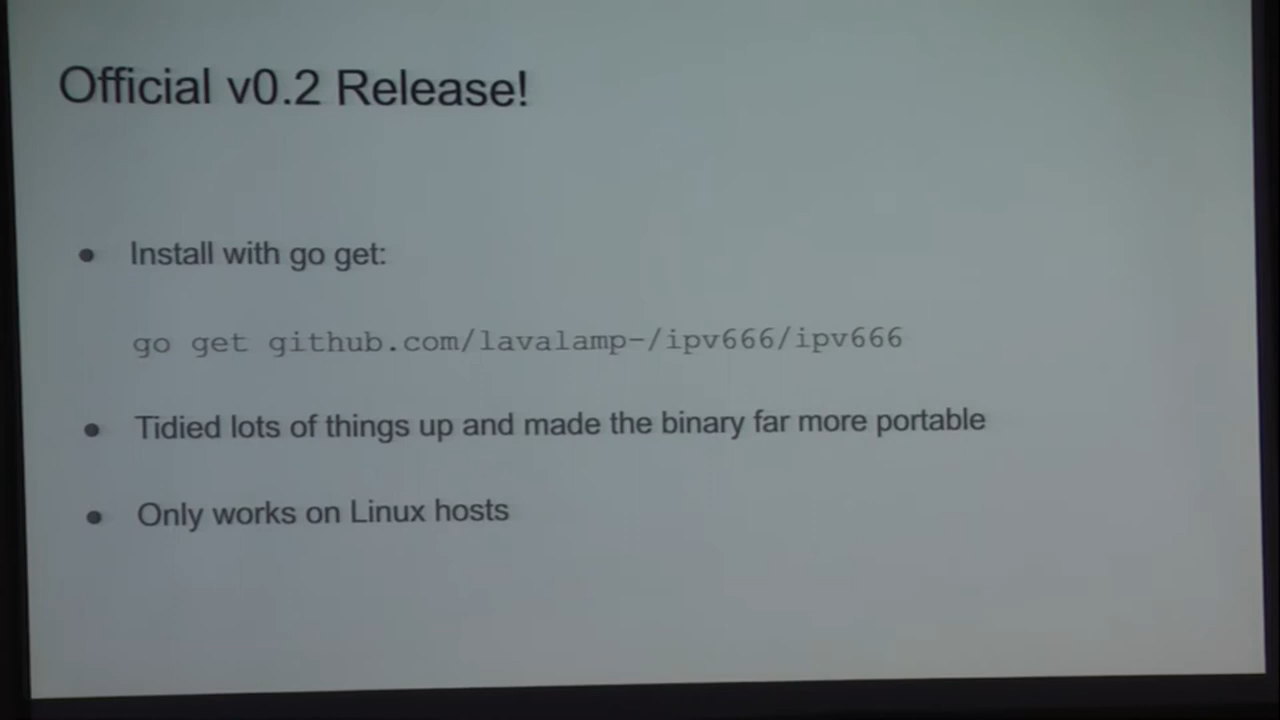 Official v0.2 Release!
● Install with go get:
go get github.com/lavalamp-/ipv666/ipv666
● Tidied lots of things up and made the binary far more portable
● Only works on Linux hosts